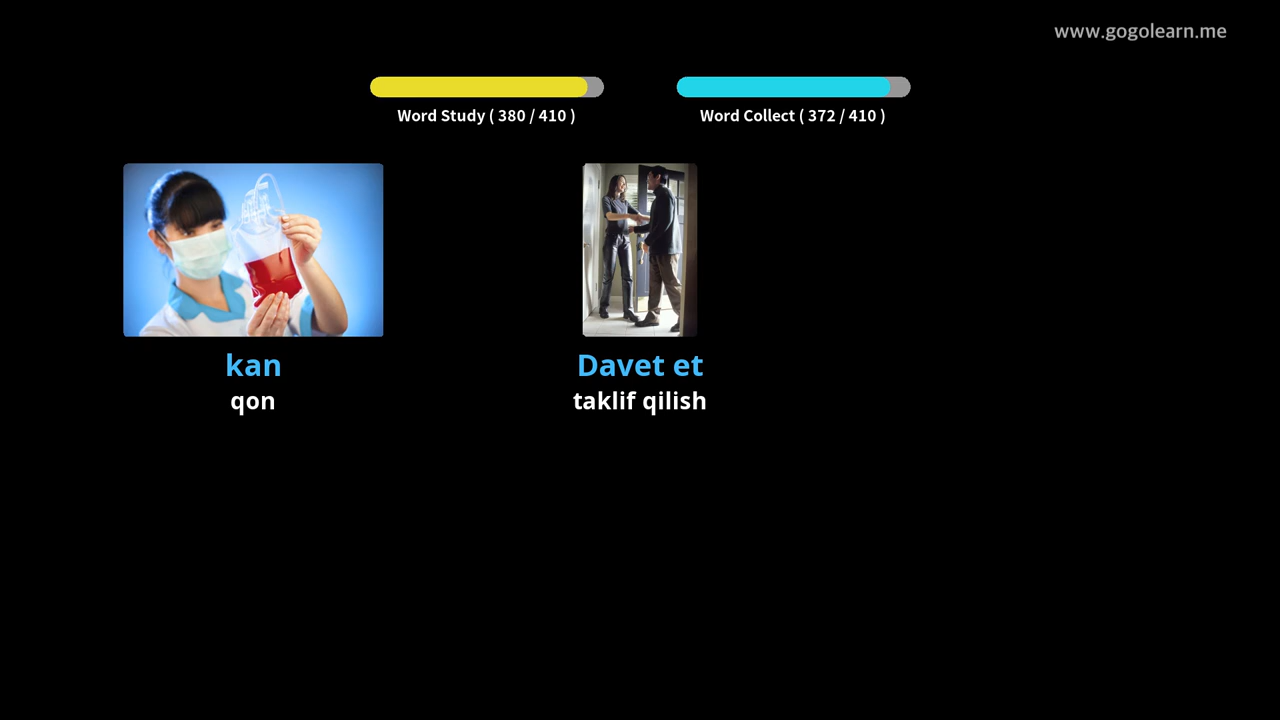 www.gogolearn.me
Word Study ( 380 / 410 )
Word Collect ( 372 / 410 )
kan
qon
Davet et
taklif qilish